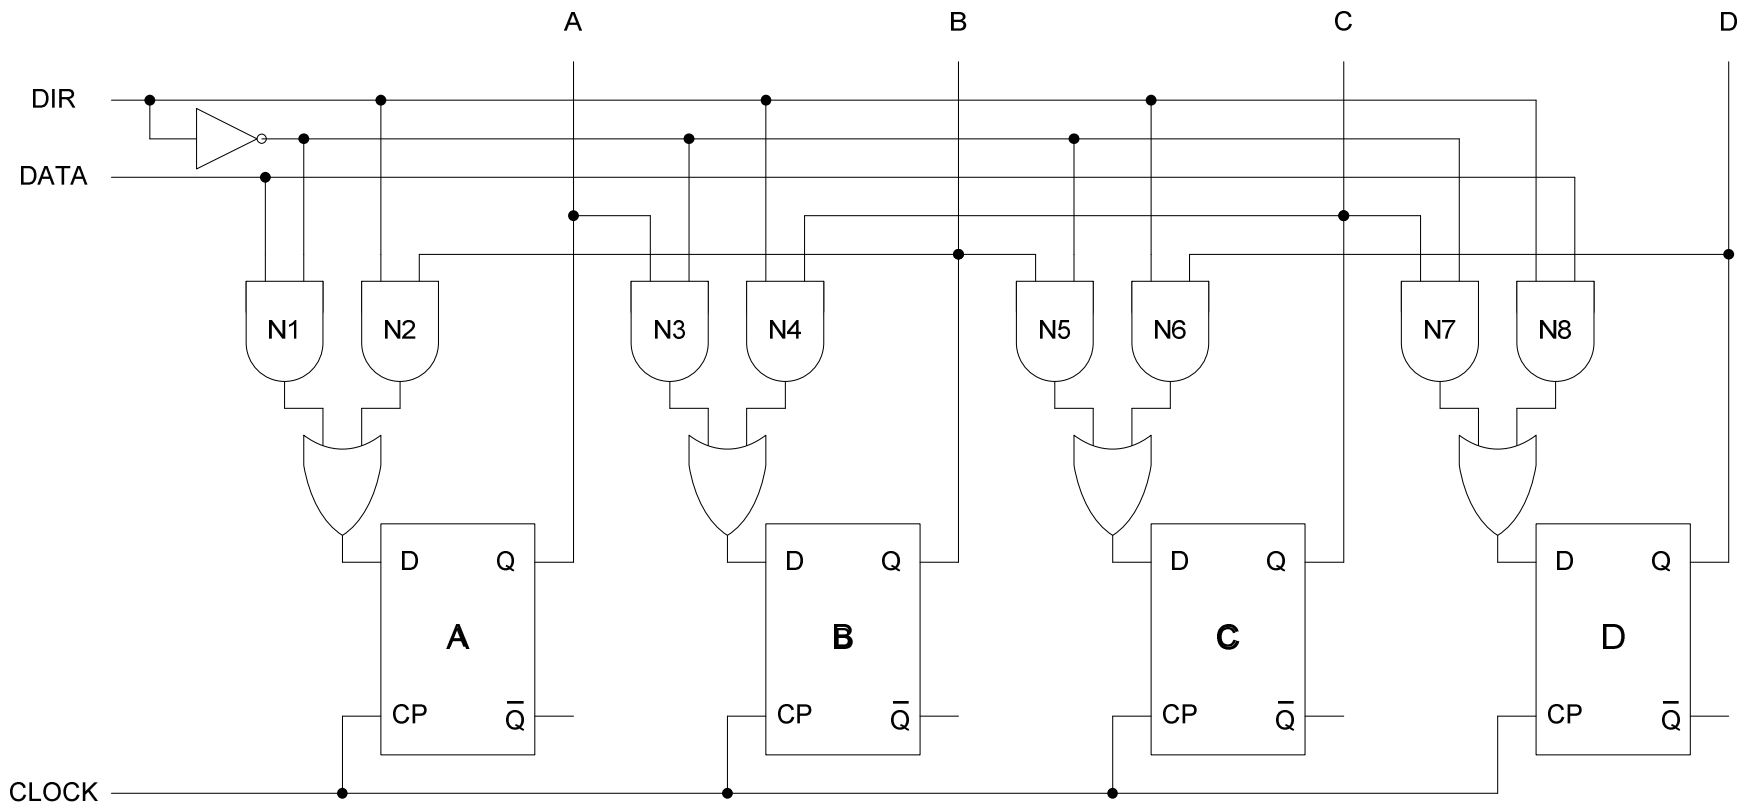 A B C D
DIR
DATA
N1 N2 N3 N4 N5 N6 N7 N8
D Q D Q D Q D Q
A B C D
CP Q̅ CP Q̅ CP Q̅ CP Q̅
CLOCK